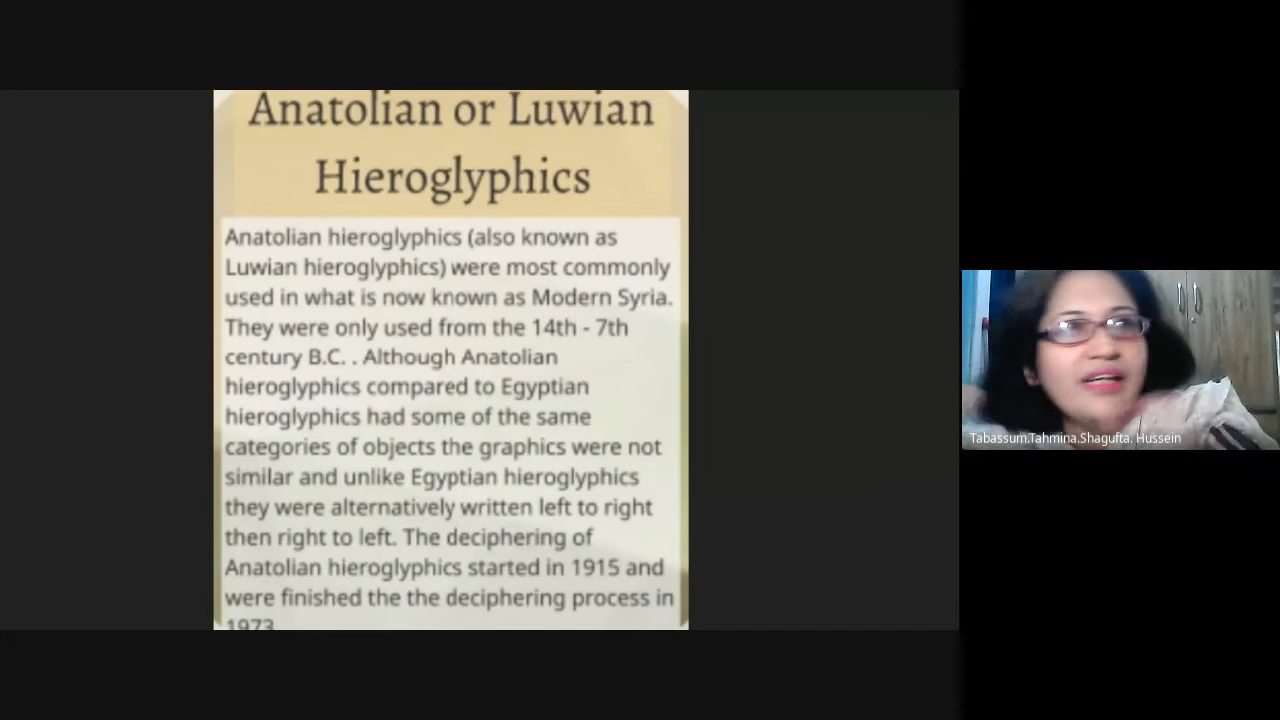 Anatolian or Luwian
Hieroglyphics
Anatolian hieroglyphics (also known as
Luwian hieroglyphics) were most commonly
used in what is now known as Modern Syria.
They were only used from the 14th - 7th
century B.C. . Although Anatolian
hieroglyphics compared to Egyptian
hieroglyphics had some of the same
categories of objects the graphics were not
similar and unlike Egyptian hieroglyphics
they were alternatively written left to right
then right to left. The deciphering of
Anatolian hieroglyphics started in 1915 and
were finished the the deciphering process in
1973
Tabassum.Tahmina.Shagufta. Hussein